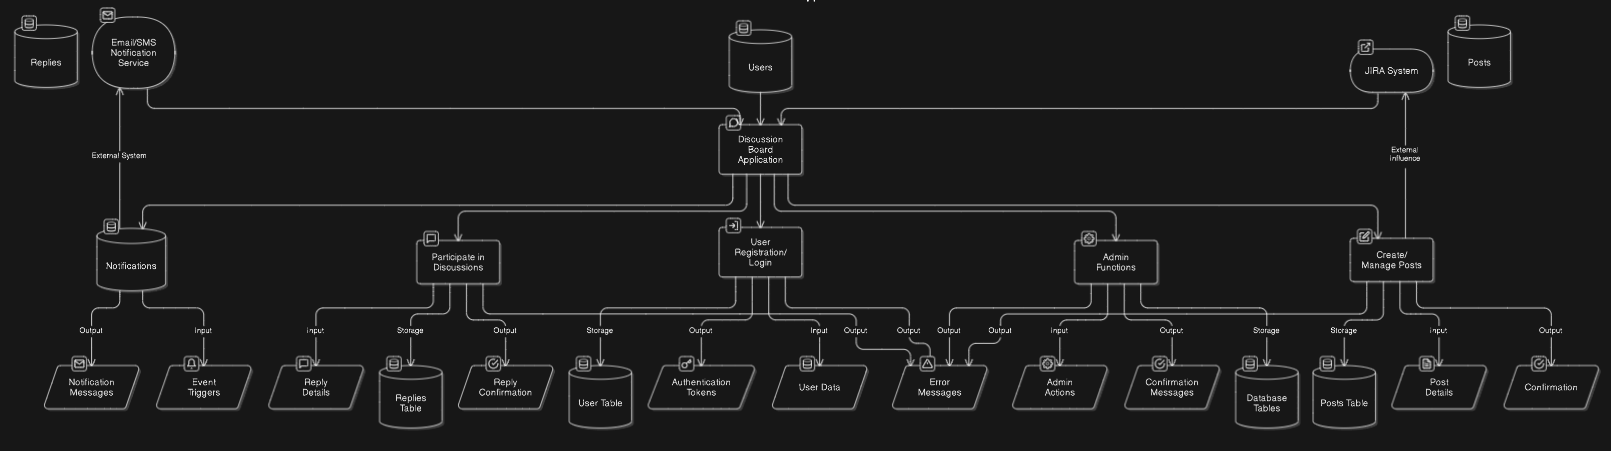 Replies
Email/SMS
Notification
Service
Users
JIRA System
Posts
Discussion
Board
Application
External System
External
Influence
Notifications
Participate in
Discussions
User
Registration/
Login
Admin
Functions
Create/
Manage Posts
Output
Input
Input
Storage
Output
Storage
Output
Input
Output
Output
Output
Output
Input
Output
Storage
Storage
Input
Output
Notification
Messages
Event
Triggers
Reply
Details
Replies
Table
Reply
Confirmation
User Table
Authentication
Tokens
User Data
Error
Messages
Admin
Actions
Confirmation
Messages
Database
Tables
Posts Table
Post
Details
Confirmation